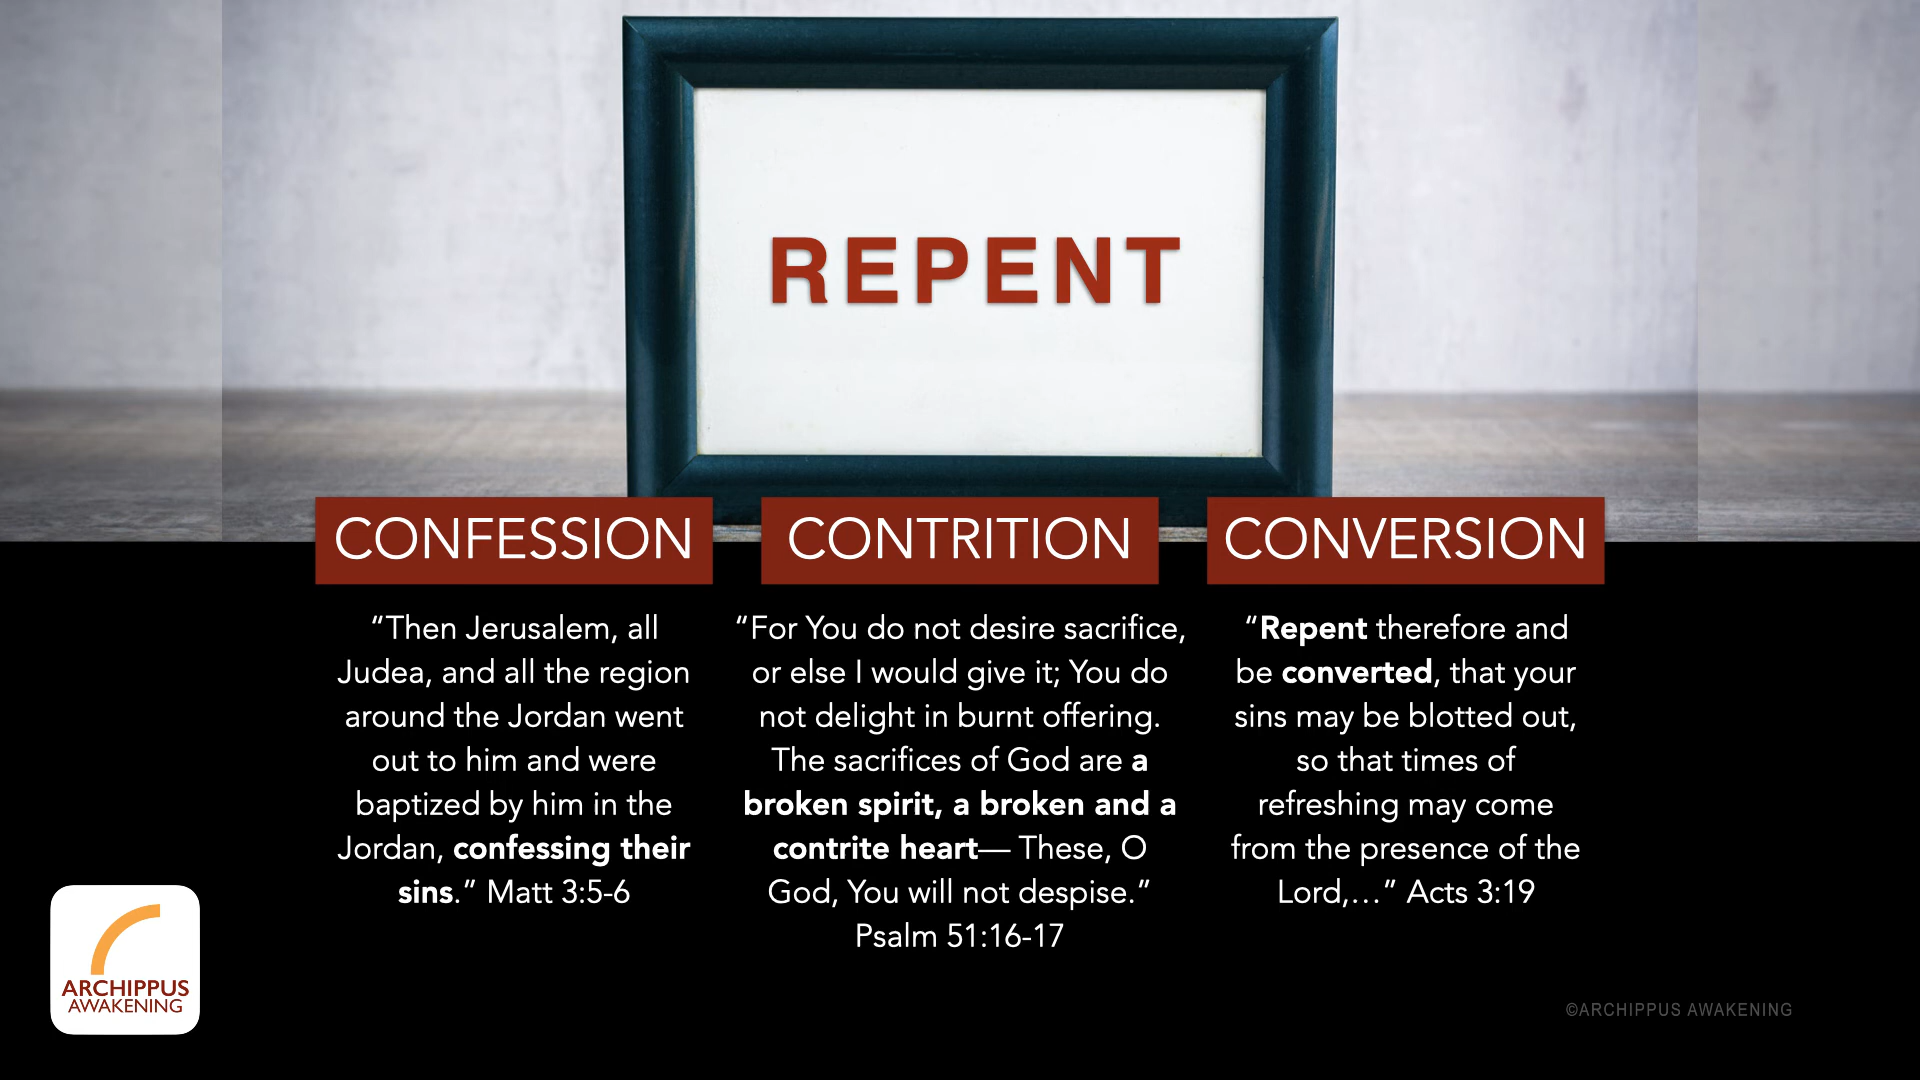 REPENT
CONFESSION
“Then Jerusalem, all
Judea, and all the region
around the Jordan went
out to him and were
baptized by him in the
Jordan, confessing their
sins.” Matt 3:5-6
CONTRITION
“For You do not desire sacrifice,
or else I would give it; You do
not delight in burnt offering.
The sacrifices of God are a
broken spirit, a broken and a
contrite heart— These, O
God, You will not despise.”
Psalm 51:16-17
CONVERSION
“Repent therefore and
be converted, that your
sins may be blotted out,
so that times of
refreshing may come
from the presence of the
Lord,…” Acts 3:19
ARCHIPPUS
AWAKENING
©ARCHIPPUS AWAKENING